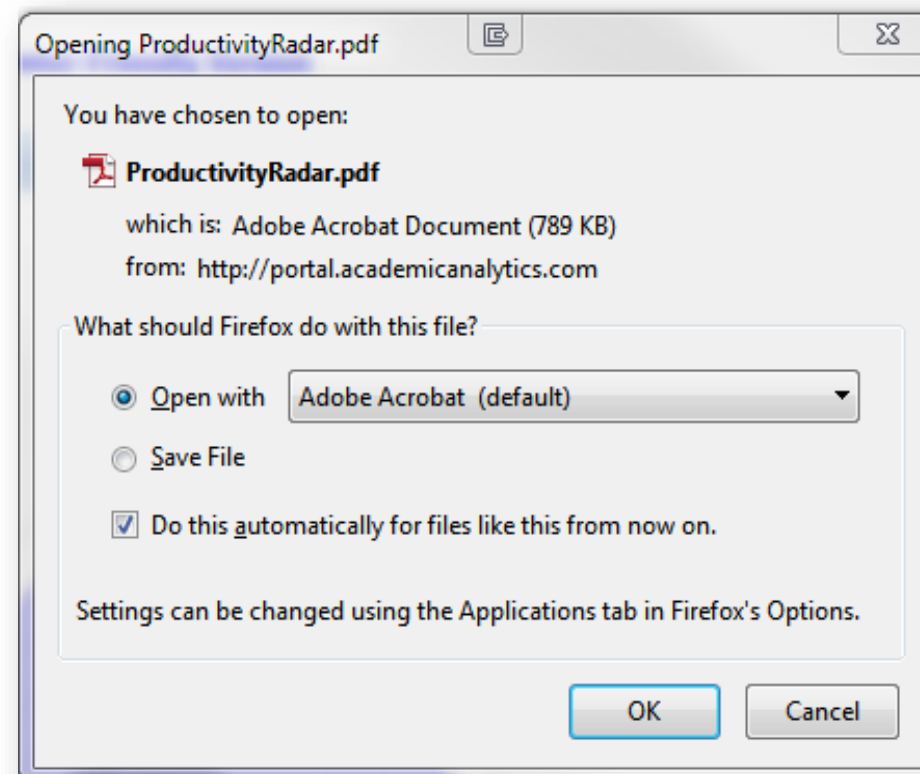 Opening ProductivityRadar.pdf
You have chosen to open:
ProductivityRadar.pdf
which is: Adobe Acrobat Document (789 KB)
from: http://portal.academicanalytics.com
What should Firefox do with this file?
Open with Adobe Acrobat (default)
Save File
Do this automatically for files like this from now on.
Settings can be changed using the Applications tab in Firefox's Options.
OK Cancel